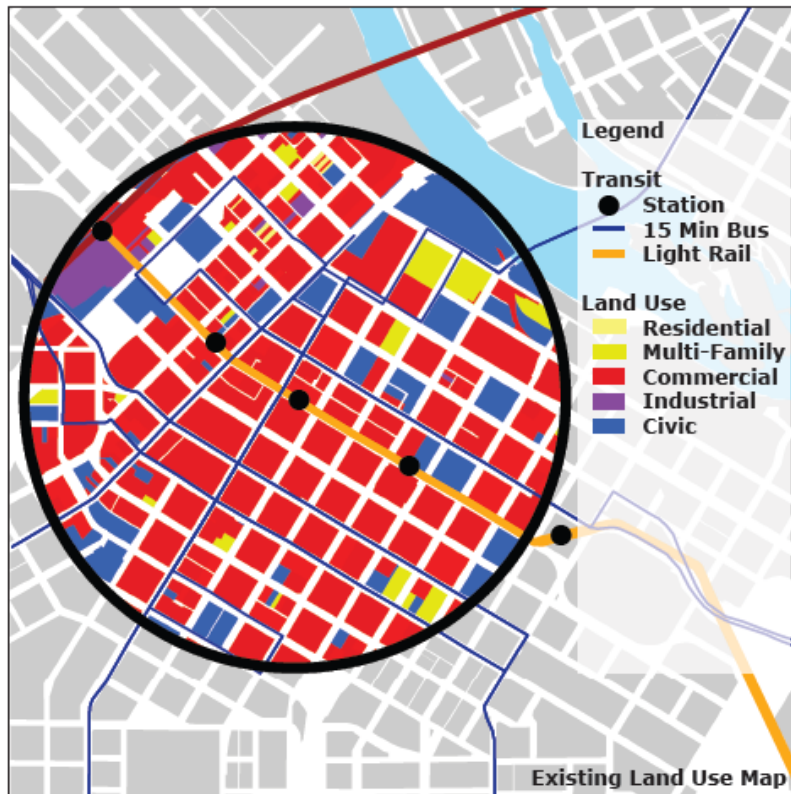 Legend
Transit
Station
15 Min Bus
Light Rail
Land Use
Residential
Multi-Family
Commercial
Industrial
Civic
Existing Land Use Map